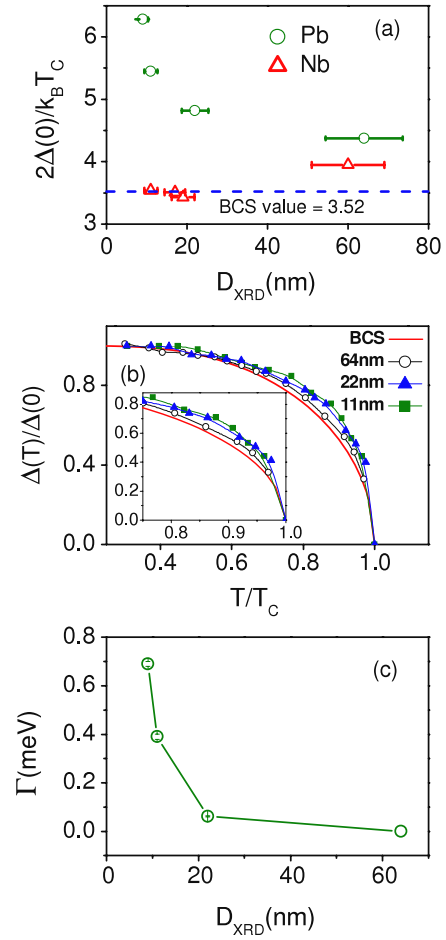 (a)
Pb
Nb
2Δ(0)/k_B T_C
6
5
4
3
BCS value = 3.52
0 20 40 60 80
D_XRD(nm)
BCS
64nm
22nm
11nm
(b)
Δ(T)/Δ(0)
0.8
0.4
0.0
0.8
0.6
0.4
0.2
0.0
0.8 0.9 1.0
0.4 0.6 0.8 1.0
T/T_C
(c)
Γ(meV)
0.8
0.6
0.4
0.2
0.0
0 20 40 60
D_XRD(nm)